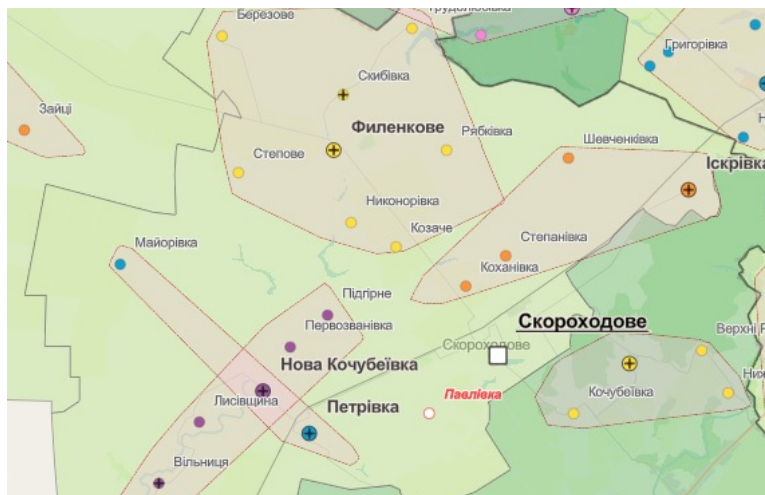 Березове
Трудолюбівка
Григорівка
Скибівка
Зайці
Филенкове
Рябківка
Шевченківка
Степове
Іскрівка
Никонорівка
Козаче
Степанівка
Майорівка
Коханівка
Підгірне
Первозванівка
Скороходове
Скороходове
Верхні
Нова Кочубеївка
Кочубеївка
Лисівщина
Петрівка
Павлівка
Вільниця